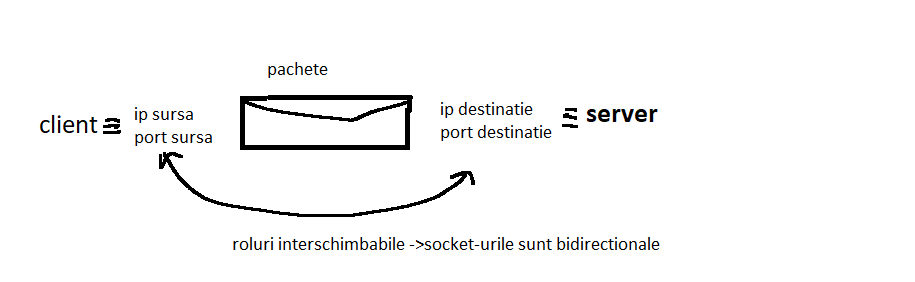 pachete
client
ip sursa
port sursa
ip destinatie
port destinatie
server
roluri interschimbabile ->socket-urile sunt bidirectionale